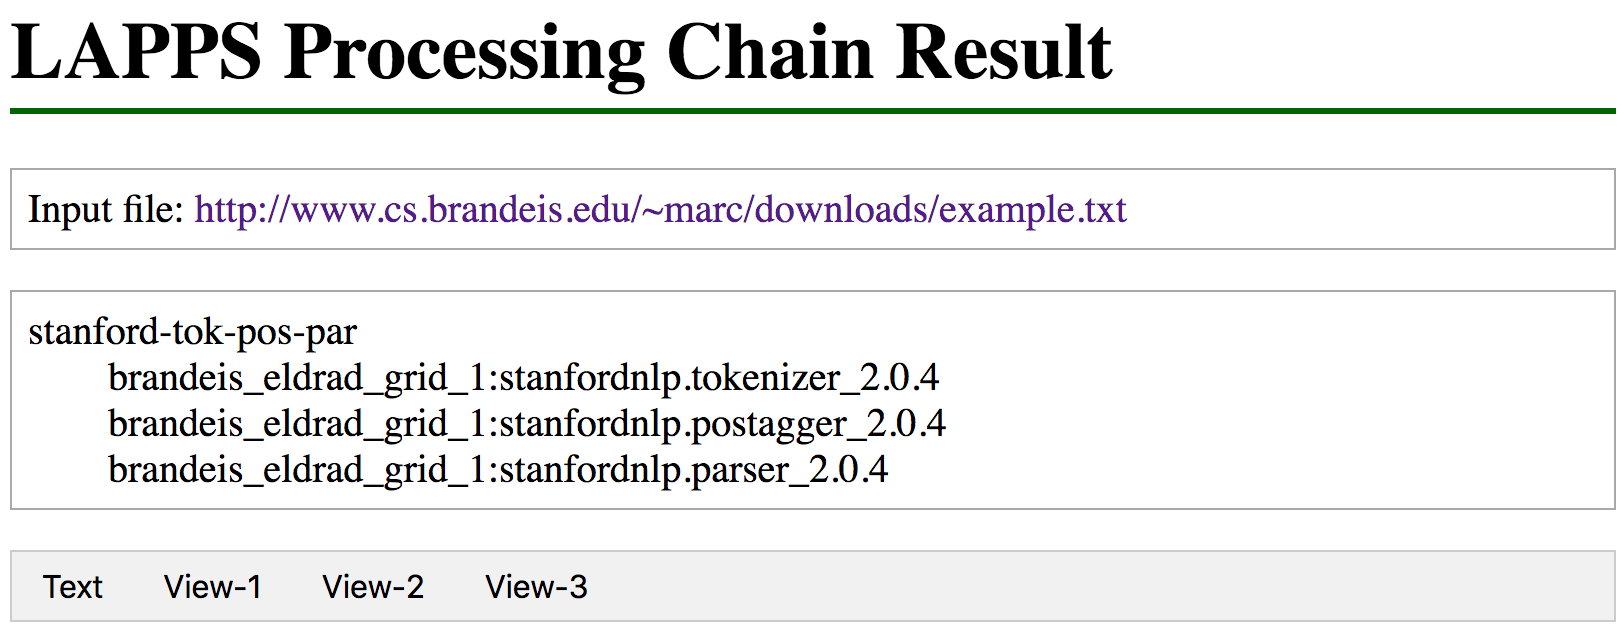 LAPPS Processing Chain Result
Input file: http://www.cs.brandeis.edu/~marc/downloads/example.txt
stanford-tok-pos-par
brandeis_eldrad_grid_1:stanfordnlp.tokenizer_2.0.4
brandeis_eldrad_grid_1:stanfordnlp.postagger_2.0.4
brandeis_eldrad_grid_1:stanfordnlp.parser_2.0.4
Text View-1 View-2 View-3